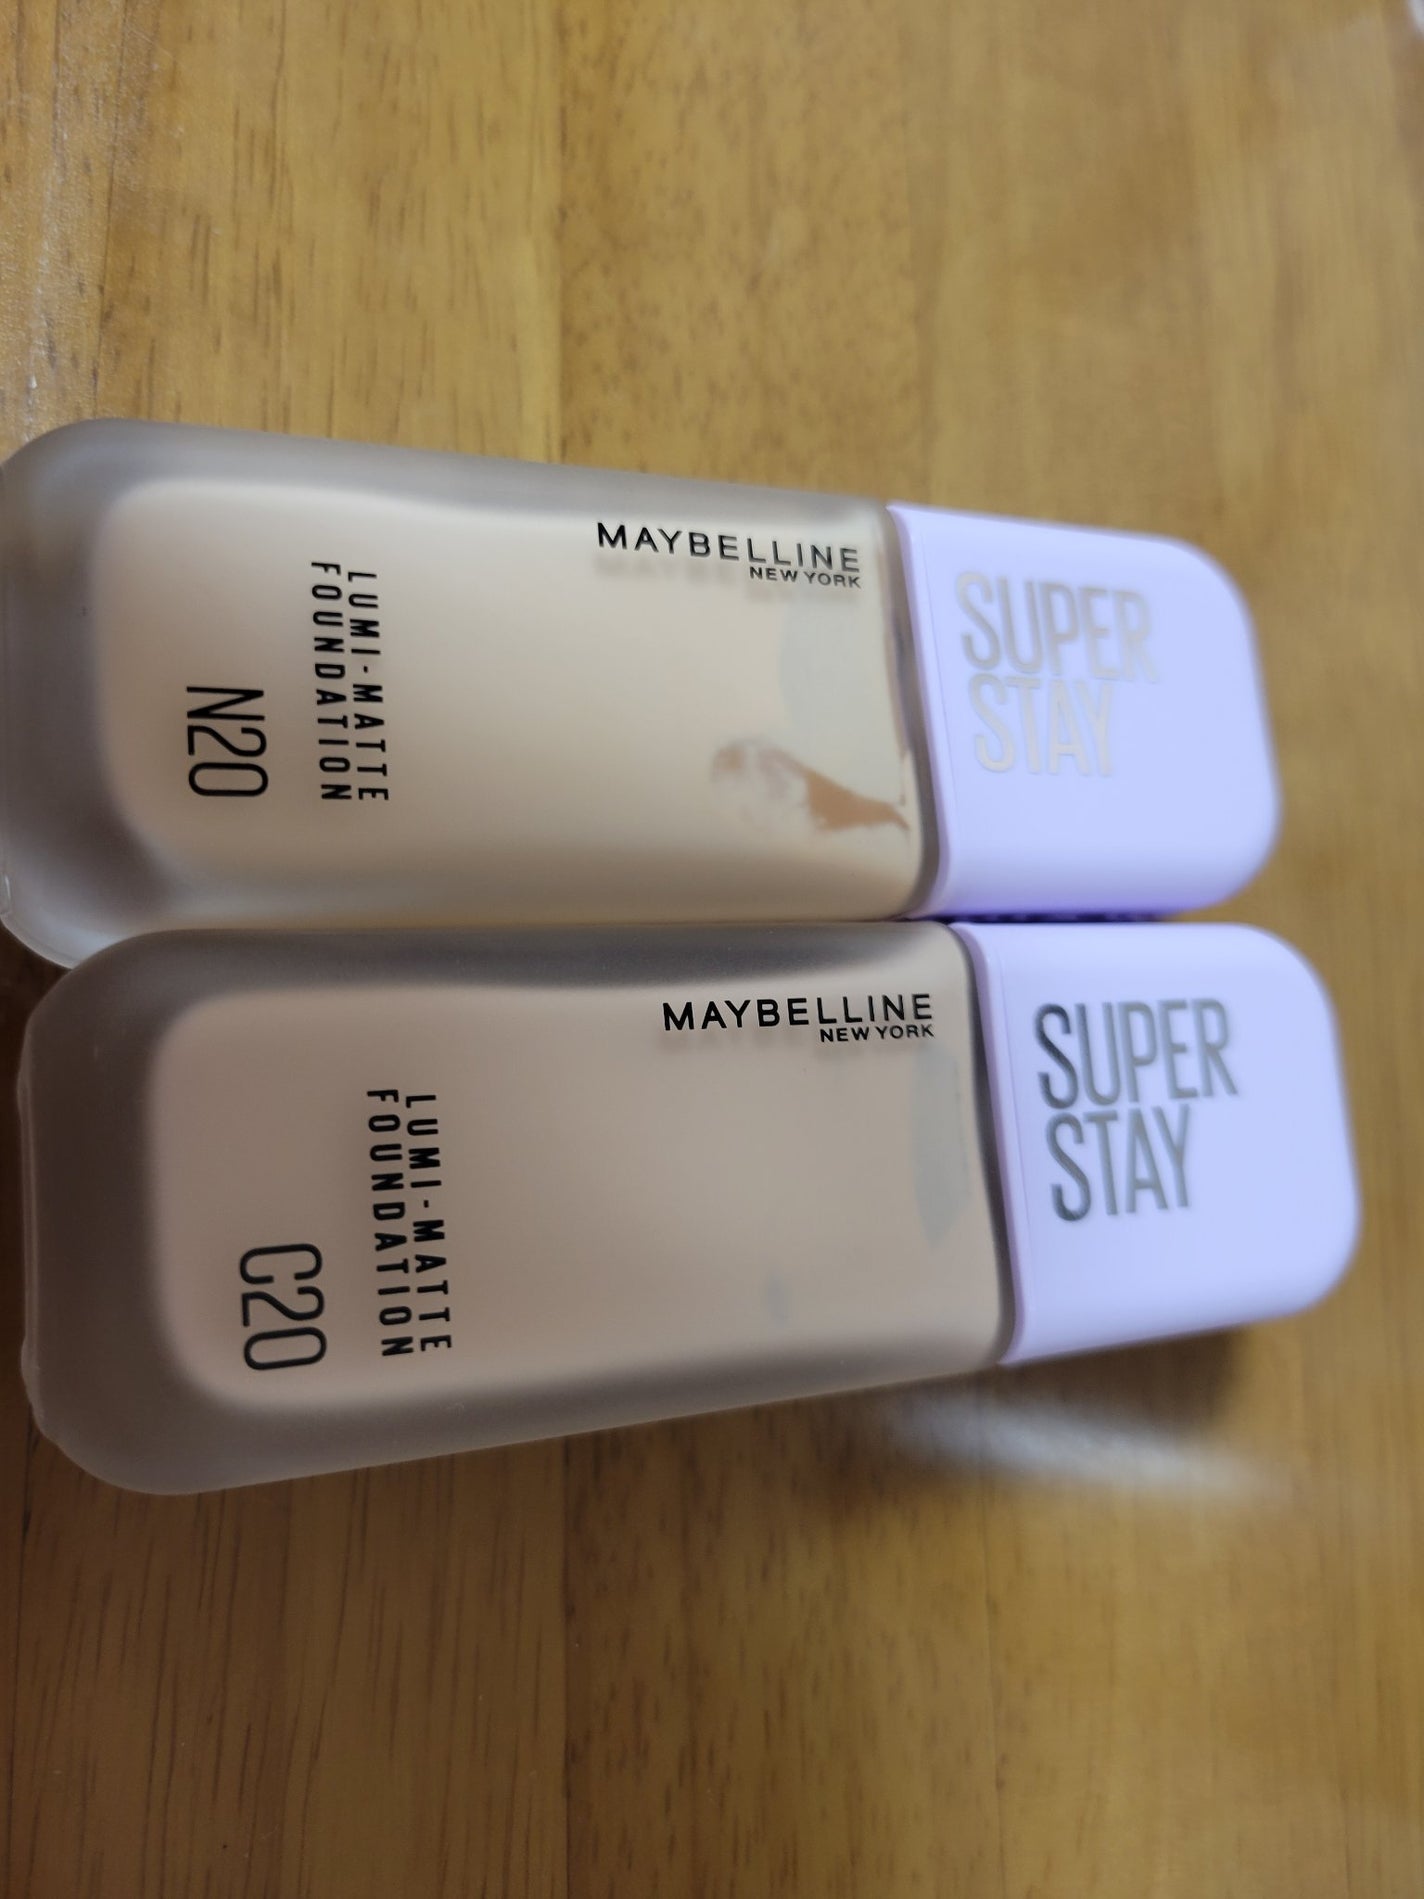 MAYBELLINE
NEW YORK
LUMI-MATTE
FOUNDATION
N20
SUPER
STAY
MAYBELLINE
NEW YORK
LUMI-MATTE
FOUNDATION
C20
SUPER
STAY